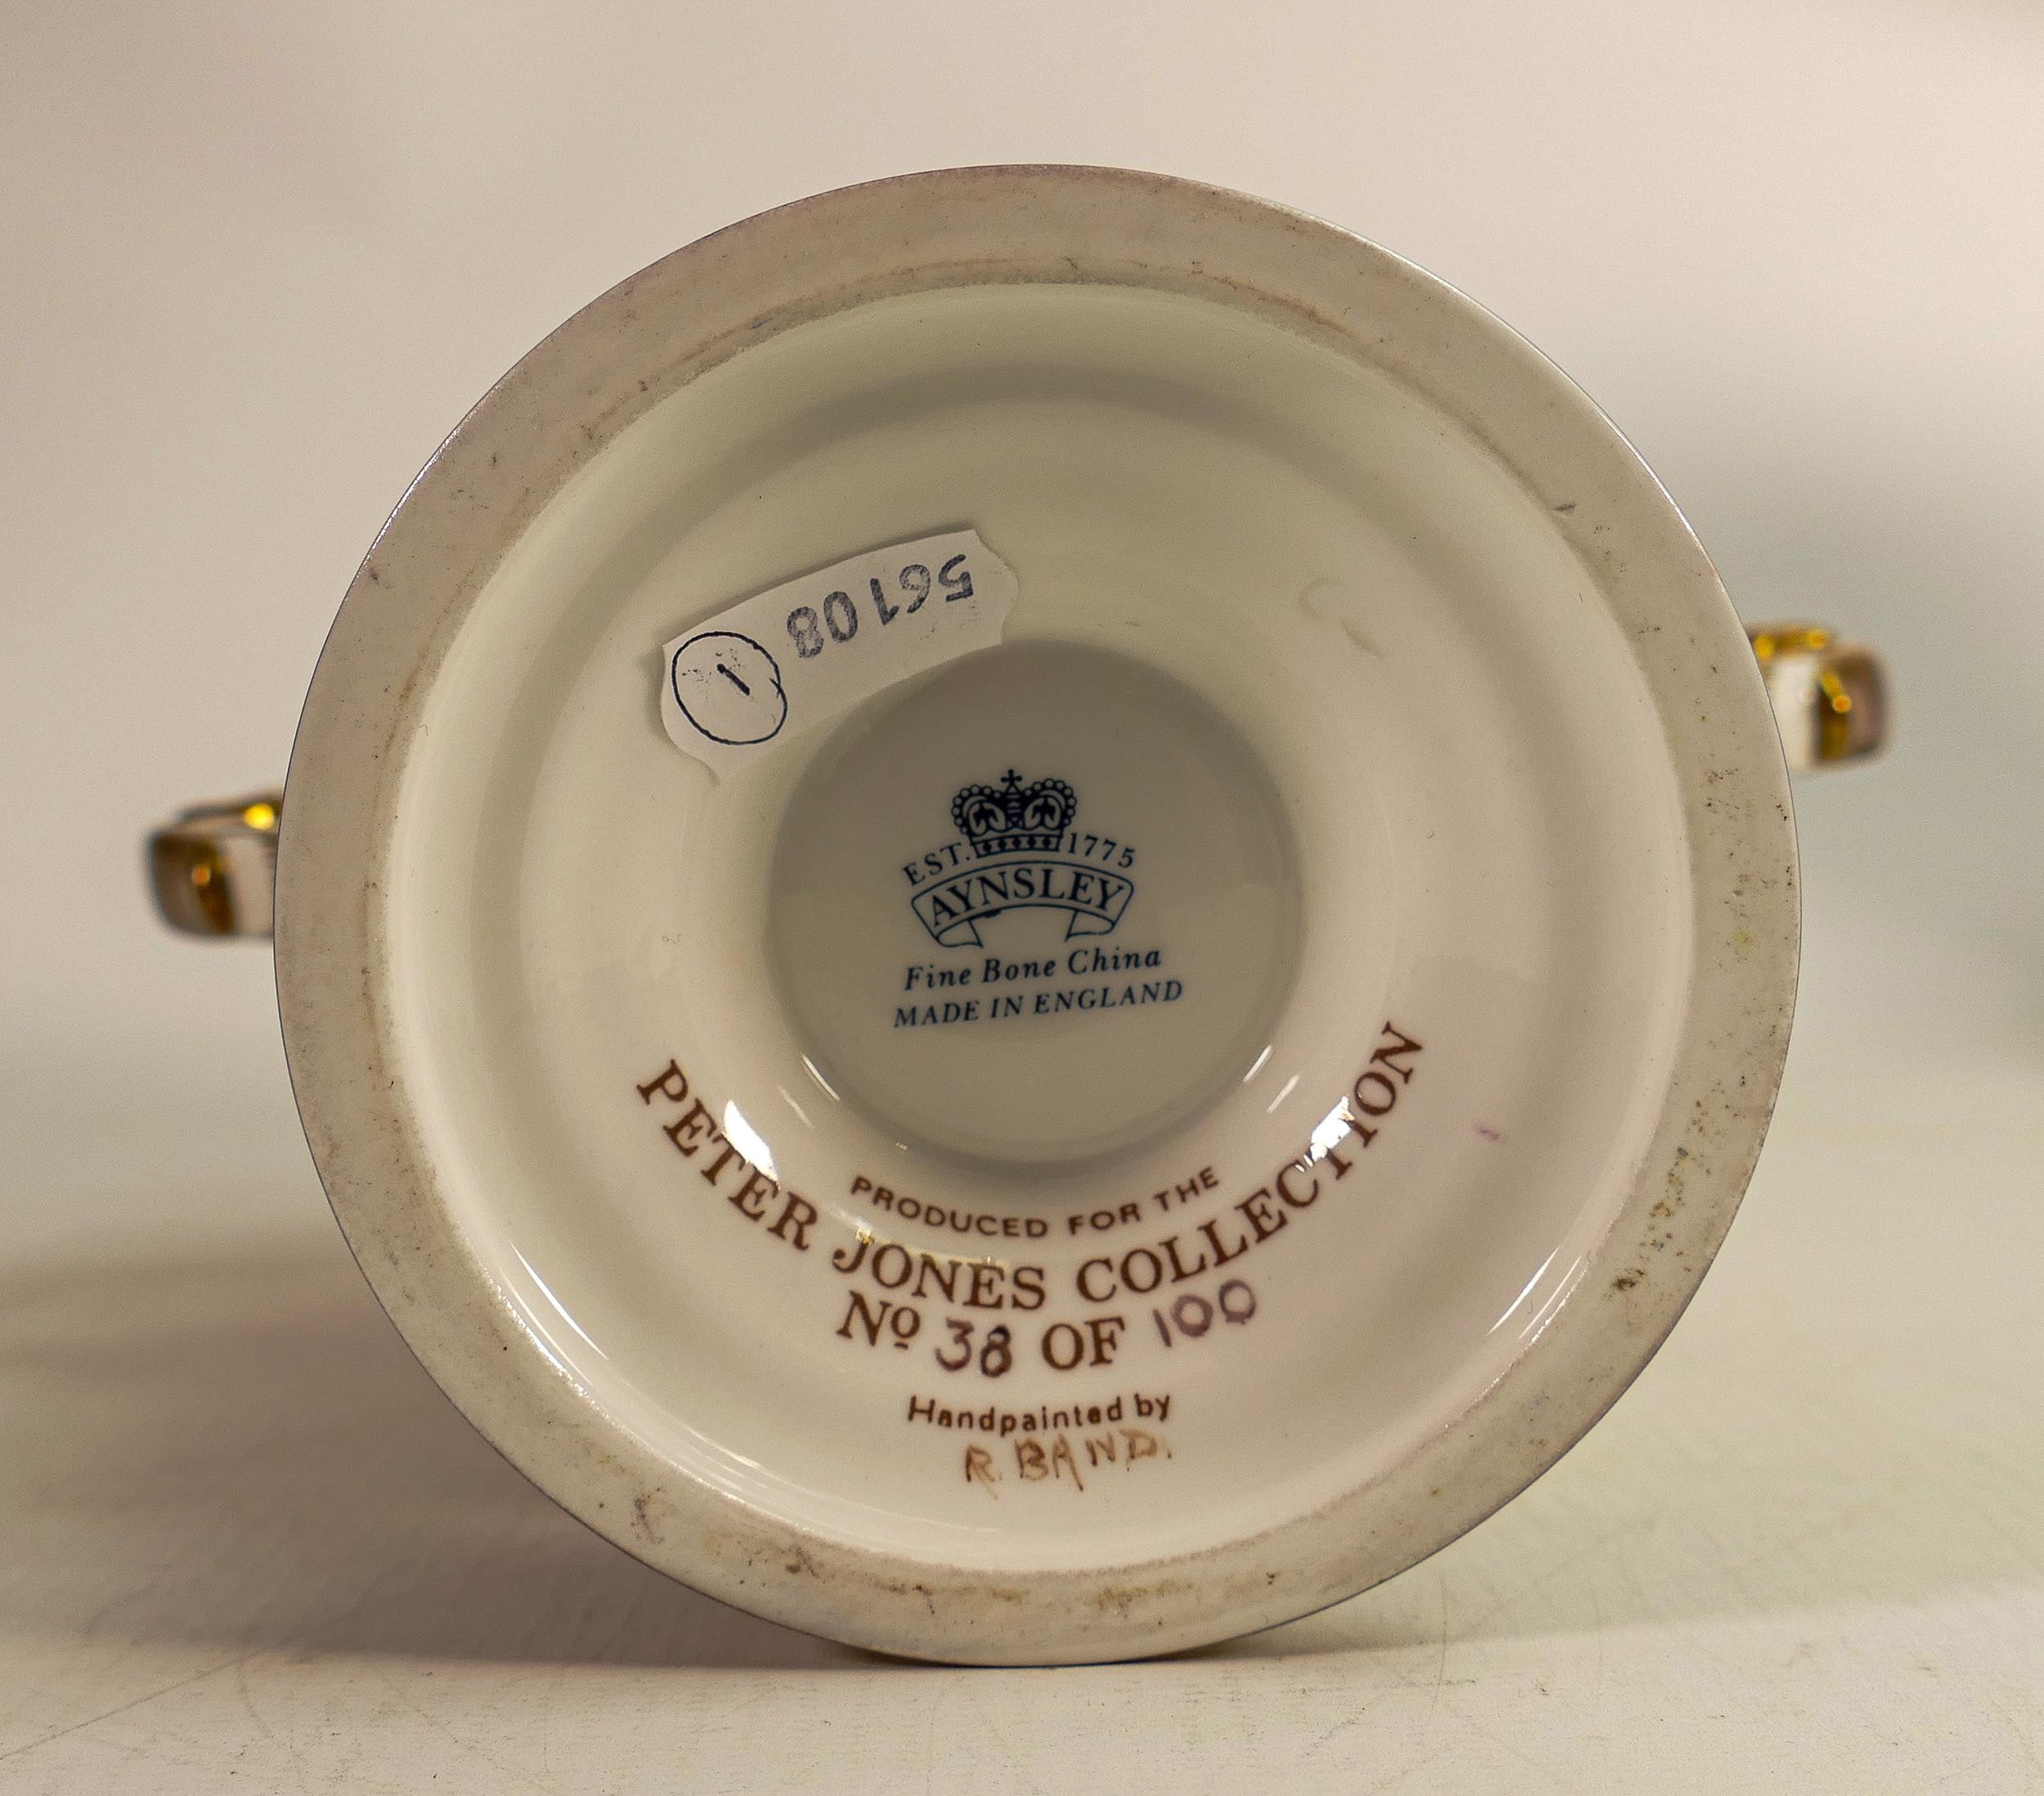 56108
1
EST. 1775
AYNSLEY
Fine Bone China
MADE IN ENGLAND
PRODUCED FOR THE
PETER JONES COLLECTION
Nº 38 OF 100
Handpainted by
R. BAND.